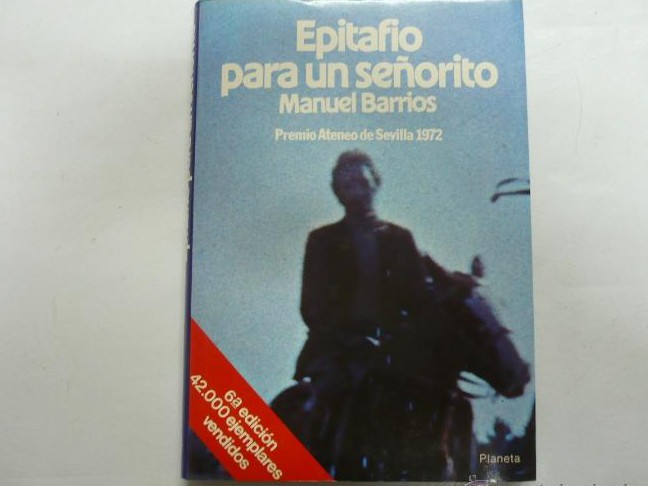 Epitafio
para un señorito
Manuel Barrios
Premio Ateneo de Sevilla 1972
6ª edición
42.000 ejemplares
vendidos
Planeta